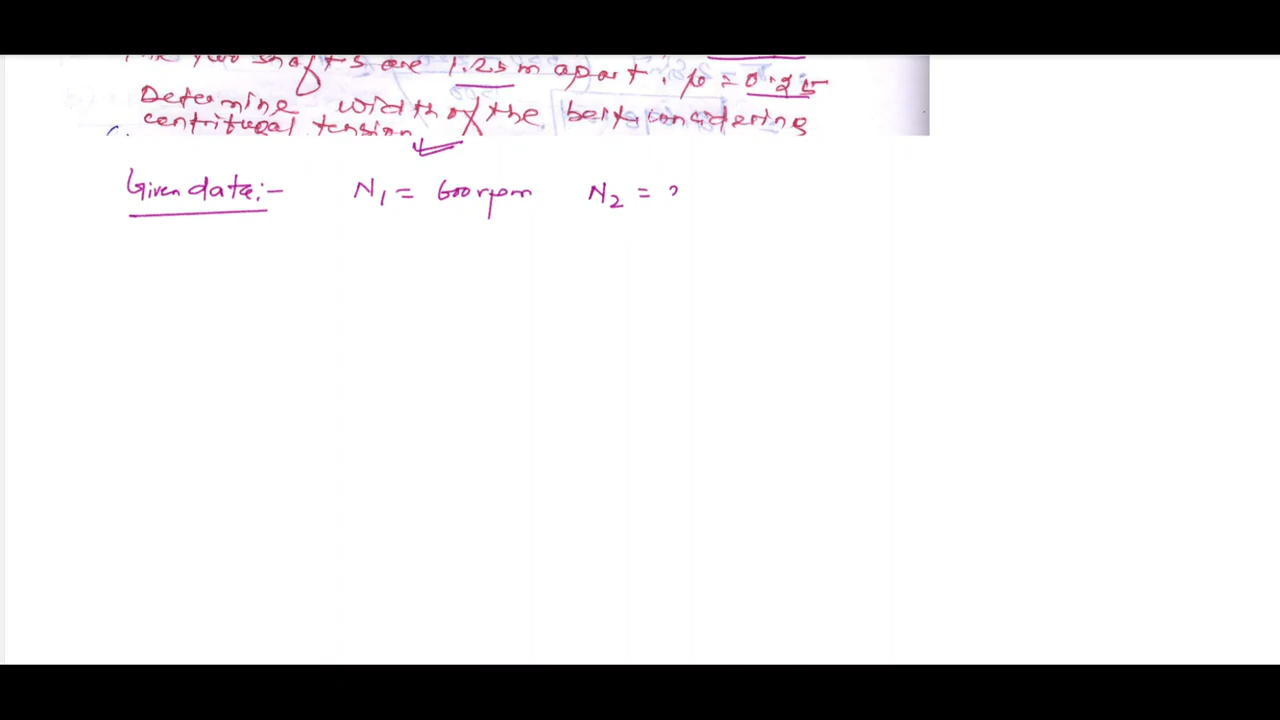 two shafts are 1.25 m apart. μ = 0.25
Determine width of the belt considering
centrifugal tension
Given data:- N1 = 600 rpm N2 =